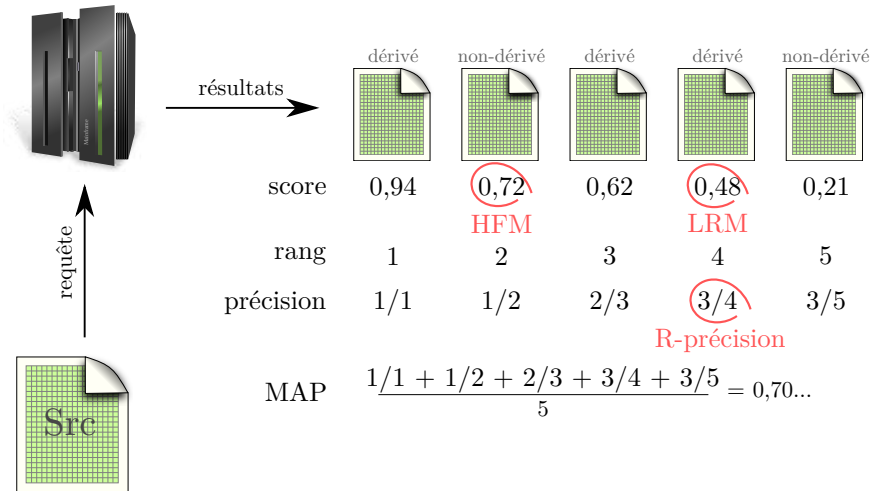 dérivé non-dérivé dérivé dérivé non-dérivé
résultats
score 0,94 0,72 0,62 0,48 0,21
HFM LRM
rang 1 2 3 4 5
requête
précision 1/1 1/2 2/3 3/4 3/5
R-précision
MAP 1/1 + 1/2 + 2/3 + 3/4 + 3/5 = 0,70...
5
Src